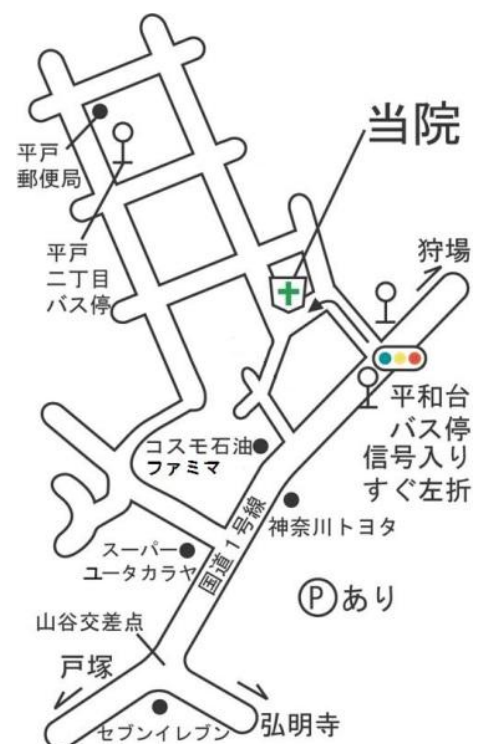 当院
平戸
郵便局
平戸
二丁目
バス停
狩場
平和台
バス停
信号入り
すぐ左折
コスモ石油
ファミマ
神奈川トヨタ
国道1号線
スーパー
ユータカラヤ
Ⓟあり
山谷交差点
戸塚
弘明寺
セブンイレブン